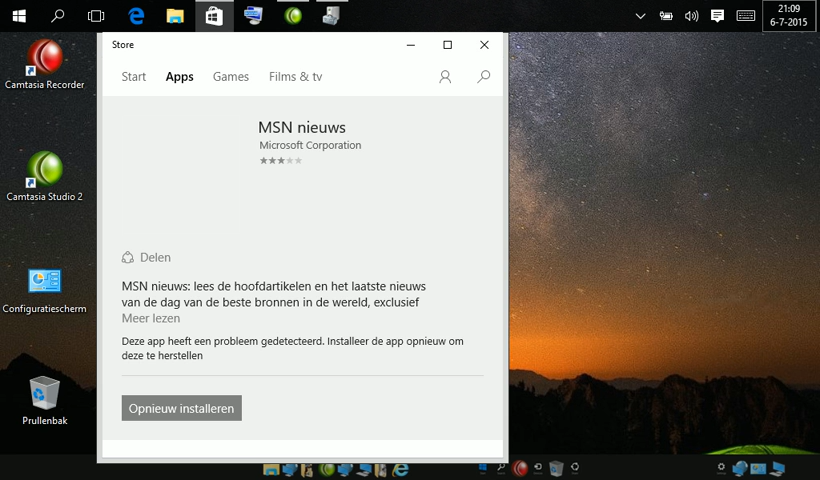 21:09
6-7-2015
Store
Start Apps Games Films & tv
MSN nieuws
Microsoft Corporation
Delen
MSN nieuws: lees de hoofdartikelen en het laatste nieuws
van de dag van de beste bronnen in de wereld, exclusief
Meer lezen
Deze app heeft een probleem gedetecteerd. Installeer de app opnieuw om
deze te herstellen
Opnieuw installeren
Camtasia Recorder
Camtasia Studio 2
Configuratiescherm
Prullenbak